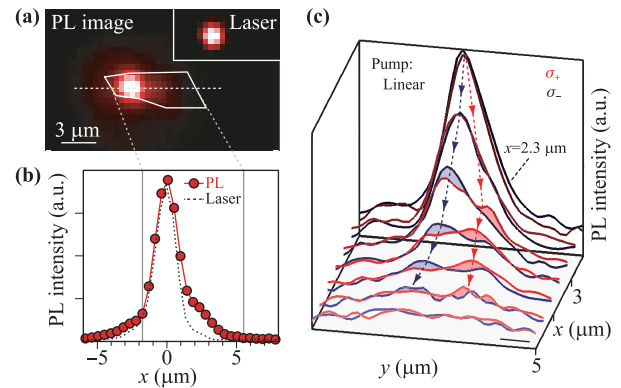 (a)
PL image
Laser
3 μm
(b)
PL
Laser
PL intensity (a.u.)
−5
0
5
x (μm)
(c)
Pump:
Linear
σ+
σ−
x=2.3 μm
PL intensity (a.u.)
3
x (μm)
5
y (μm)